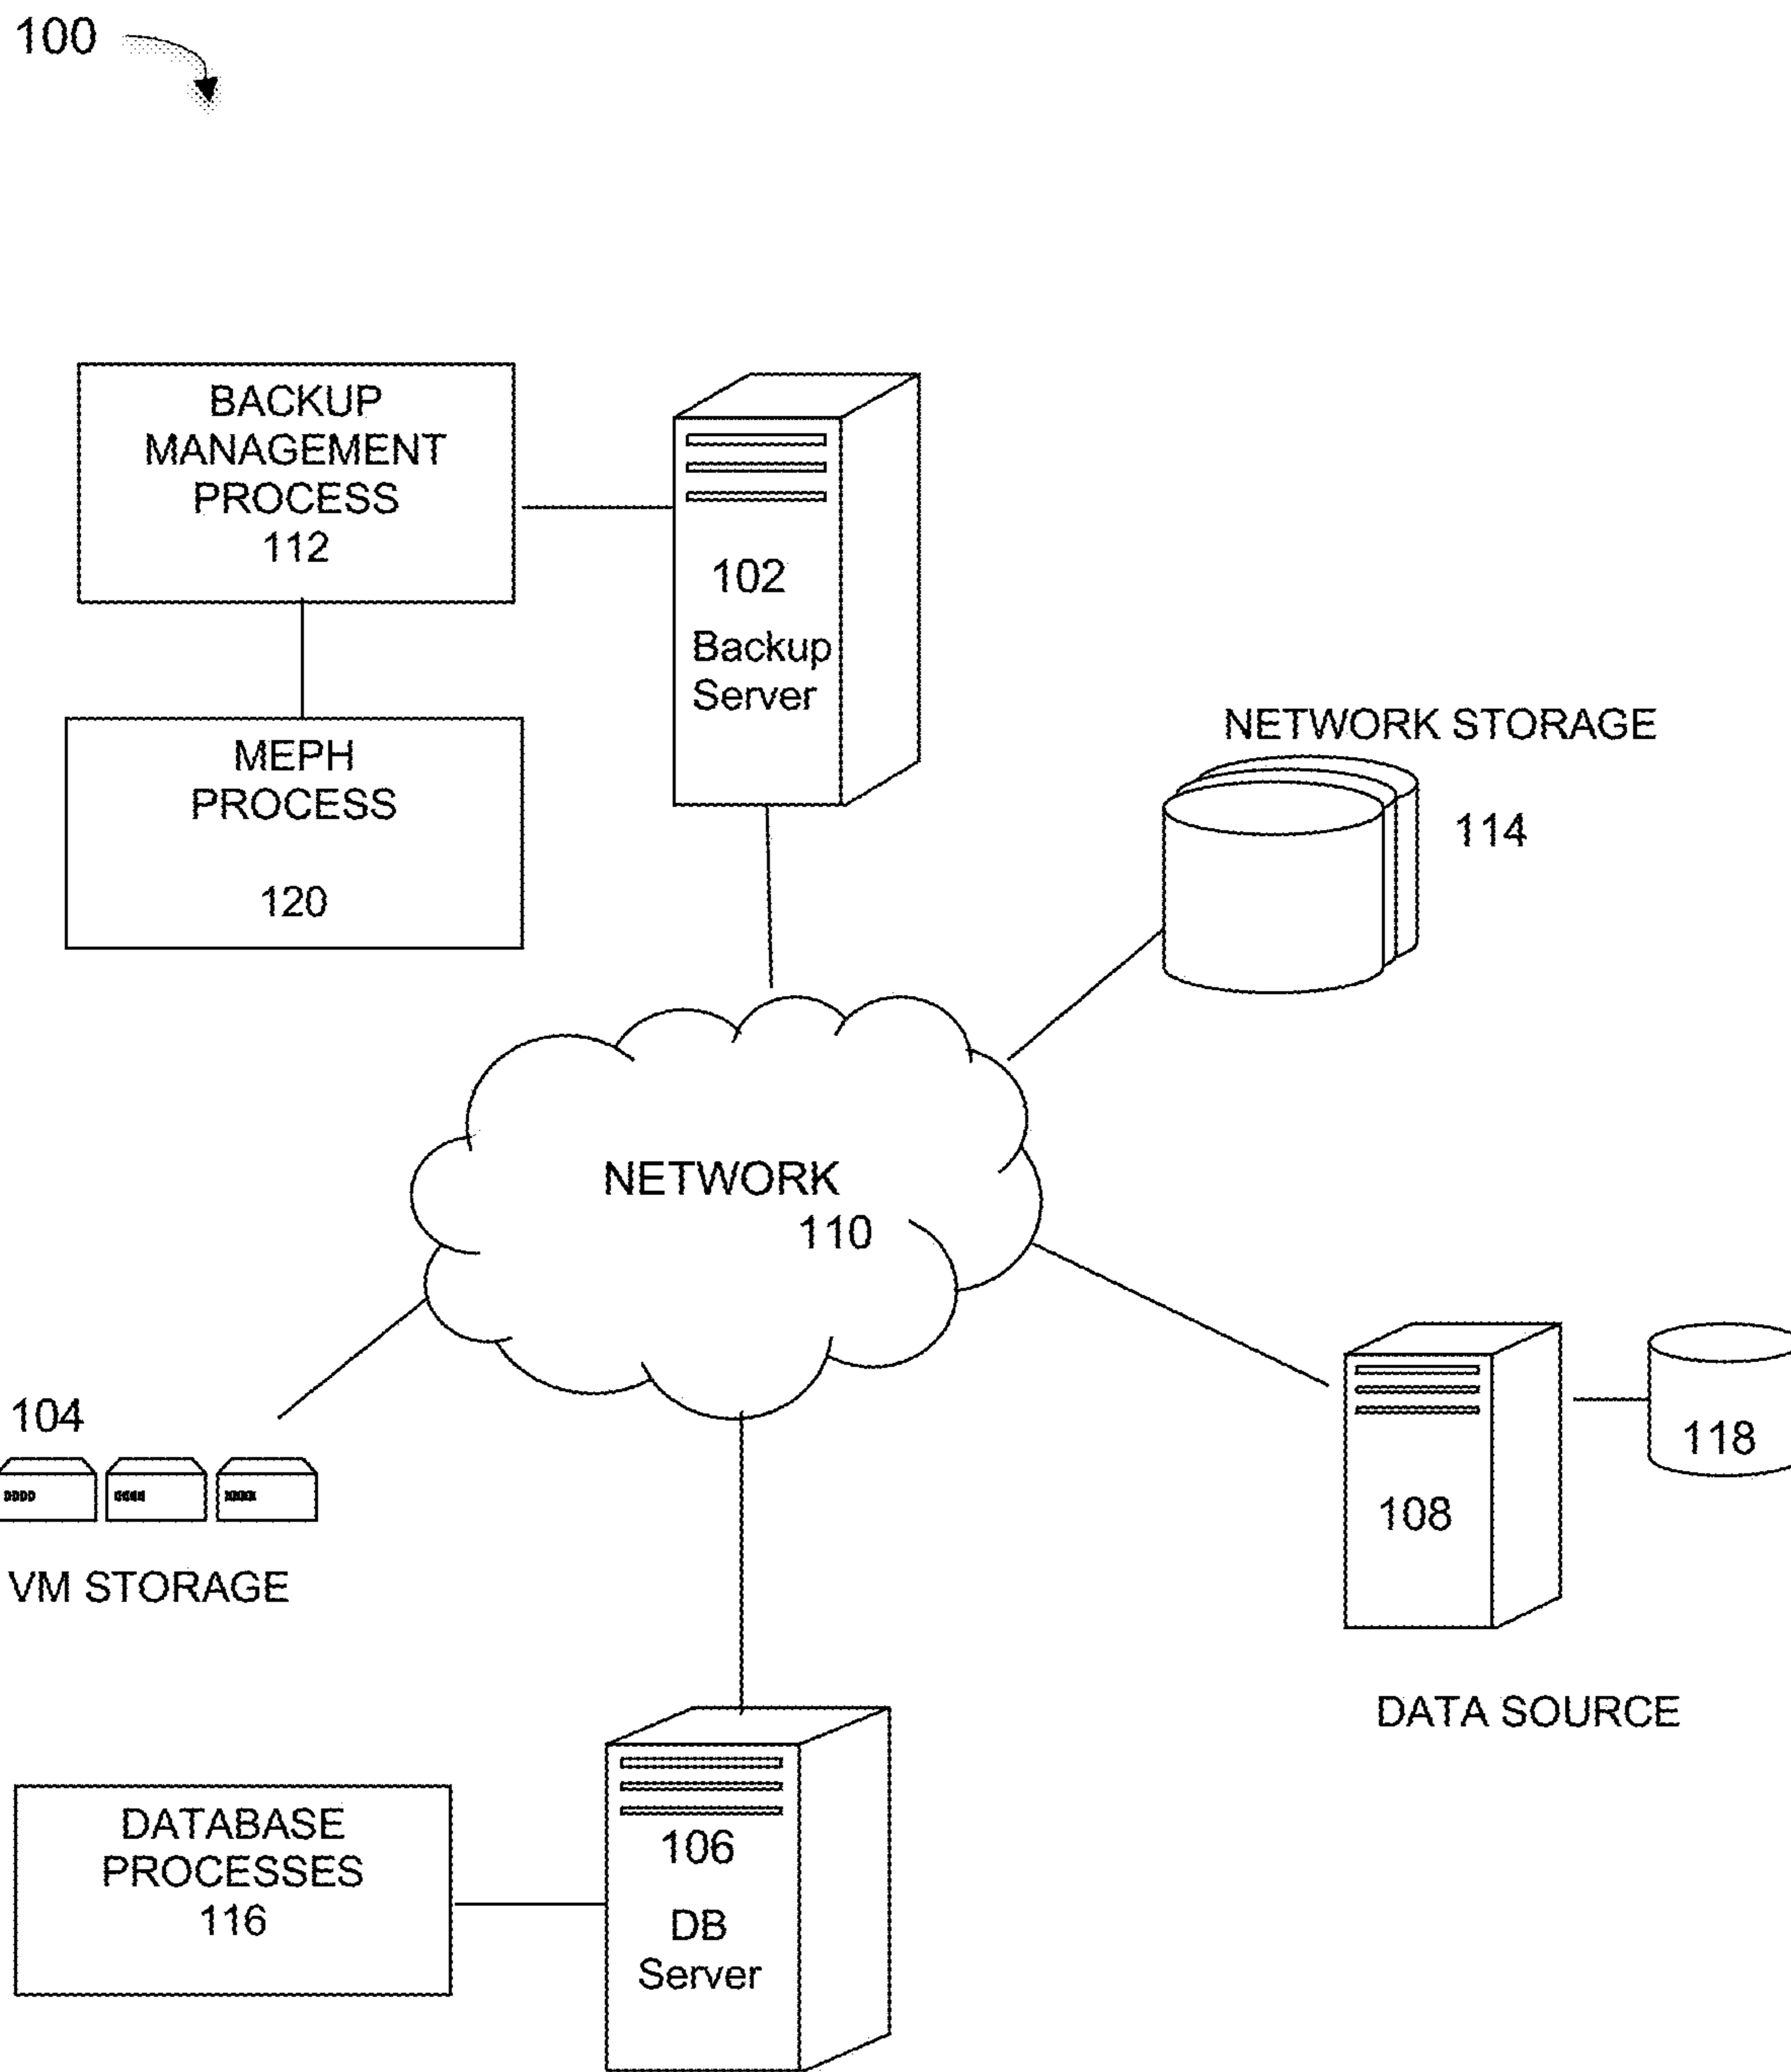 100
BACKUP
MANAGEMENT
PROCESS
112
102
Backup
Server
MEPH
PROCESS
120
NETWORK STORAGE
114
NETWORK
110
104
VM STORAGE
118
108
DATA SOURCE
DATABASE
PROCESSES
116
106
DB
Server